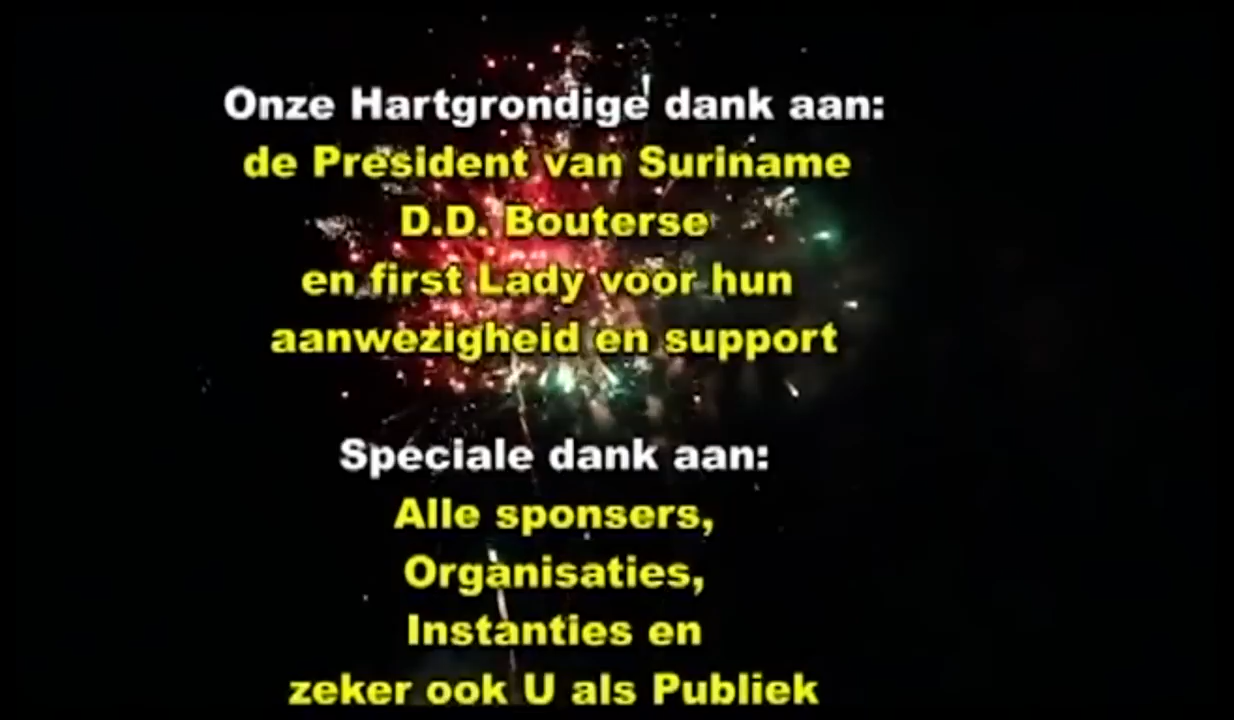 Onze Hartgrondige dank aan:
de President van Suriname
D.D. Bouterse
en first Lady voor hun
aanwezigheid en support
Speciale dank aan:
Alle sponsers,
Organisaties,
Instanties en
zeker ook U als Publiek